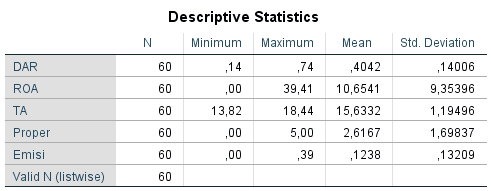 Descriptive Statistics
N Minimum Maximum Mean Std. Deviation
DAR 60 ,14 ,74 ,4042 ,14006
ROA 60 ,00 39,41 10,6541 9,35396
TA 60 13,82 18,44 15,6332 1,19496
Proper 60 ,00 5,00 2,6167 1,69837
Emisi 60 ,00 ,39 ,1238 ,13209
Valid N (listwise) 60